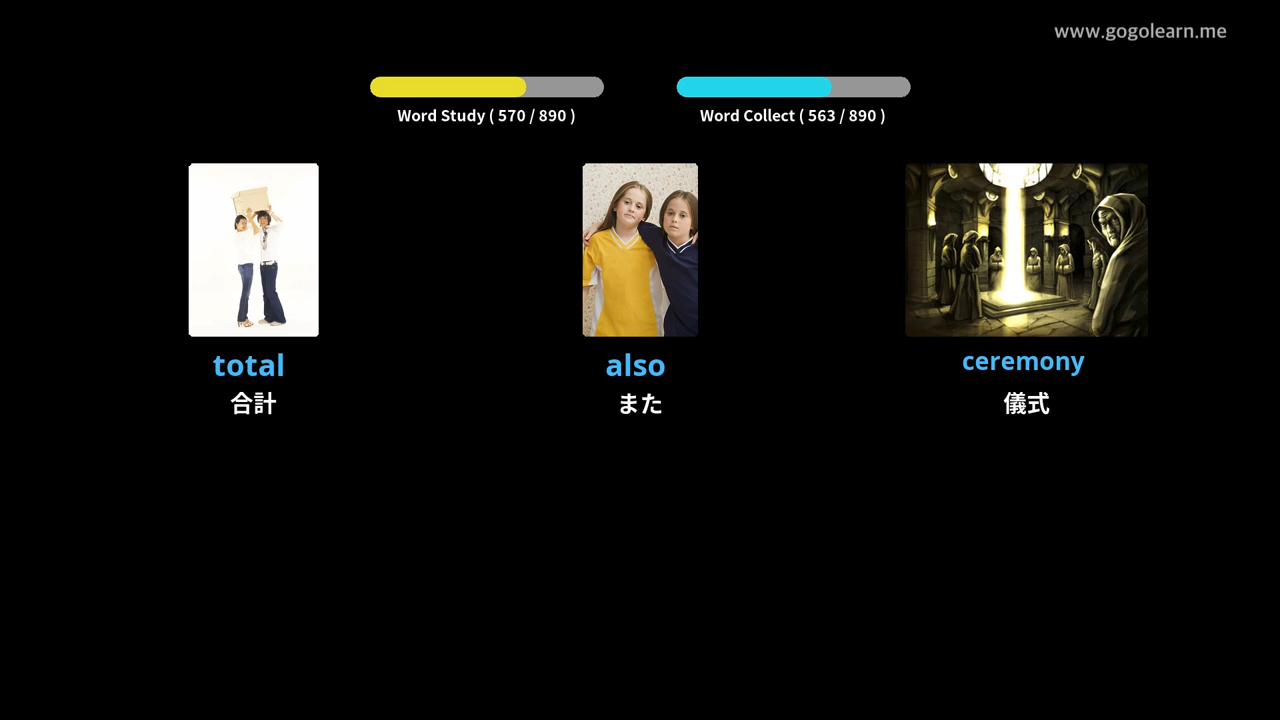 www.gogolearn.me
Word Study ( 570 / 890 )
Word Collect ( 563 / 890 )
total
also
ceremony
合計
また
儀式